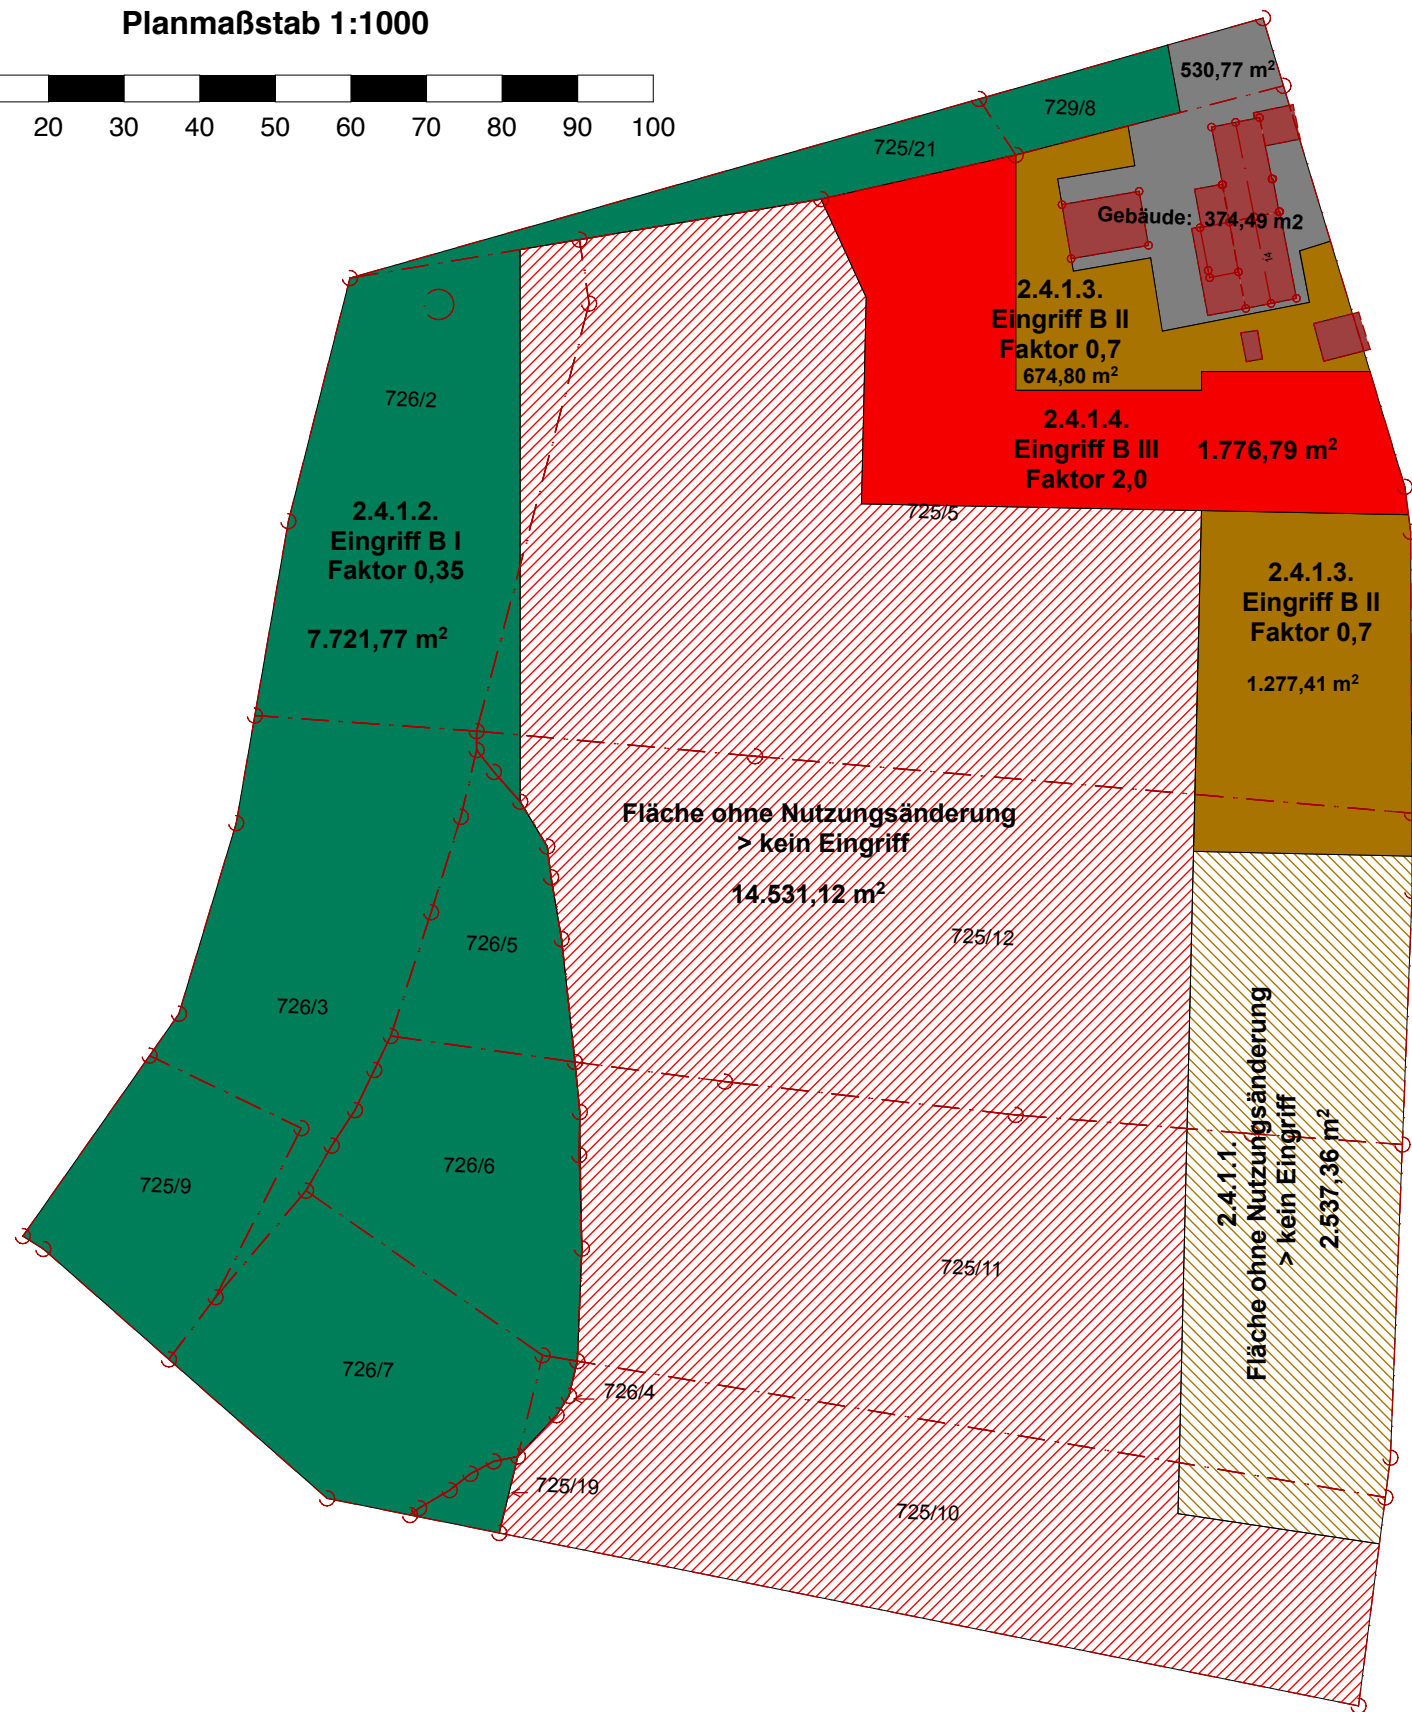 Planmaßstab 1:1000
20 30 40 50 60 70 80 90 100
530,77 m²
729/8
725/21
Gebäude: 374,49 m2
14
2.4.1.3.
Eingriff B II
Faktor 0,7
674,80 m²
726/2
2.4.1.4.
Eingriff B III
Faktor 2,0
1.776,79 m²
725/5
2.4.1.2.
Eingriff B I
Faktor 0,35
7.721,77 m²
2.4.1.3.
Eingriff B II
Faktor 0,7
1.277,41 m²
Fläche ohne Nutzungsänderung
> kein Eingriff
14.531,12 m²
726/5
725/12
726/3
2.4.1.1.
Fläche ohne Nutzungsänderung
> kein Eingriff
2.537,36 m²
726/6
725/9
725/11
726/7
726/4
725/19
725/10